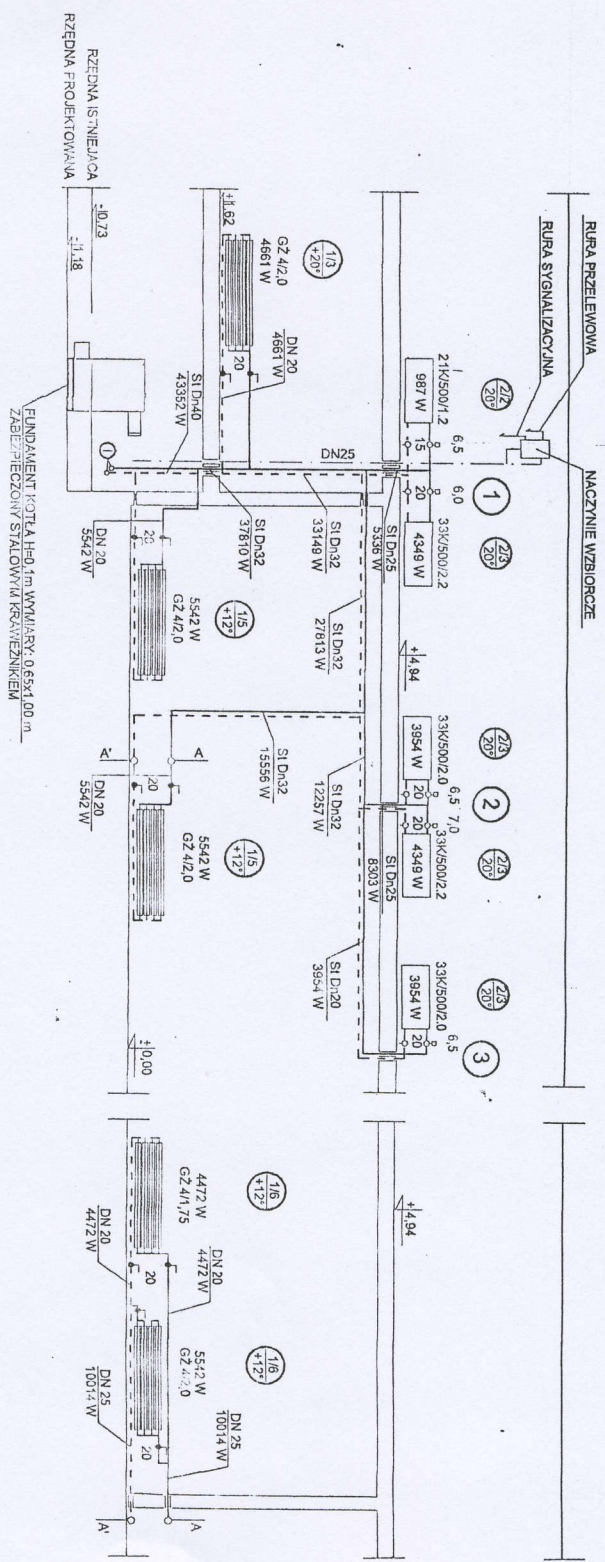 RURA PRZELEWOWA
RURA SYGNALIZACYJNA
NACZYNIE WZBIORCZE
2/2
20°
21K/500/1.2
987 W
15
6,5
6,0
20
1
2/3
20°
33K/500/2.2
4349 W
+ 4,94
2/3
20°
33K/500/2.0
3954 W
20
6,5
2
7,0
20
2/3
20°
33K/500/2.2
4349 W
2/3
20°
33K/500/2.0
3954 W
20
6,5
3
+ 4,94
DN25
St Dn25
5336 W
St Dn25
8303 W
1/3
+20°
GŻ 4/2,0
4661 W
20
DN 20
4661 W
+1,62
St Dn32
33149 W
St Dn32
27813 W
St Dn32
12257 W
St Dn20
3954 W
St Dn32
37810 W
St Dn40
43352 W
1/5
+12°
5542 W
GŻ 4/2,0
20
DN 20
5542 W
St Dn32
15556 W
A
A'
1/5
+12°
5542 W
GŻ 4/2,0
20
DN 20
5542 W
± 0,00
1/6
+12°
4472 W
GŻ 4/1,75
20
DN 20
4472 W
DN 20
4472 W
1/6
+12°
5542 W
GŻ 4/2,0
20
DN 25
10014 W
DN 25
10014 W
A
A'
-0,73
-1,18
RZĘDNA ISTNIEJACA
RZĘDNA PROJEKTOWANA
FUNDAMENT KOTŁA H=0,1m WYMIARY: 0,65x1,00 m
ZABEZPIECZONY STALOWYM KRAWĘŻNIKIEM